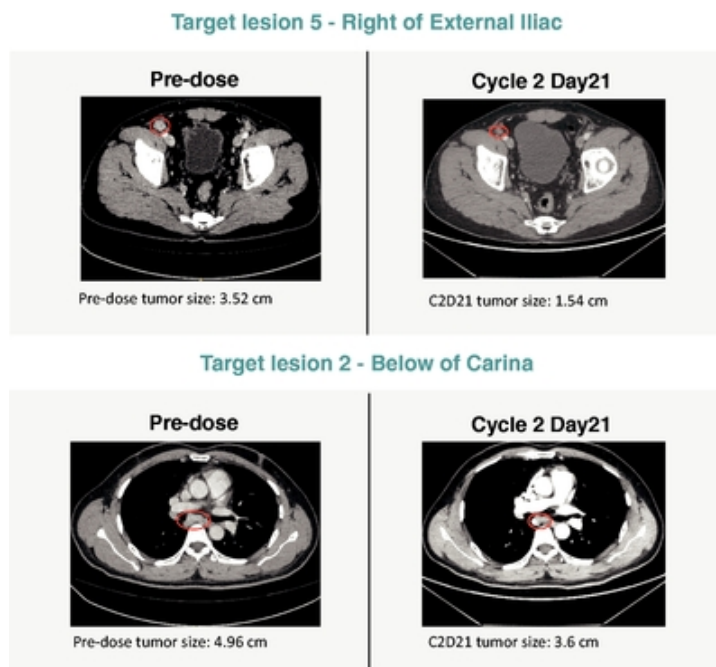 Target lesion 5 - Right of External Iliac
Pre-dose
Cycle 2 Day21
Pre-dose tumor size: 3.52 cm
C2D21 tumor size: 1.54 cm
Target lesion 2 - Below of Carina
Pre-dose
Cycle 2 Day21
Pre-dose tumor size: 4.96 cm
C2D21 tumor size: 3.6 cm